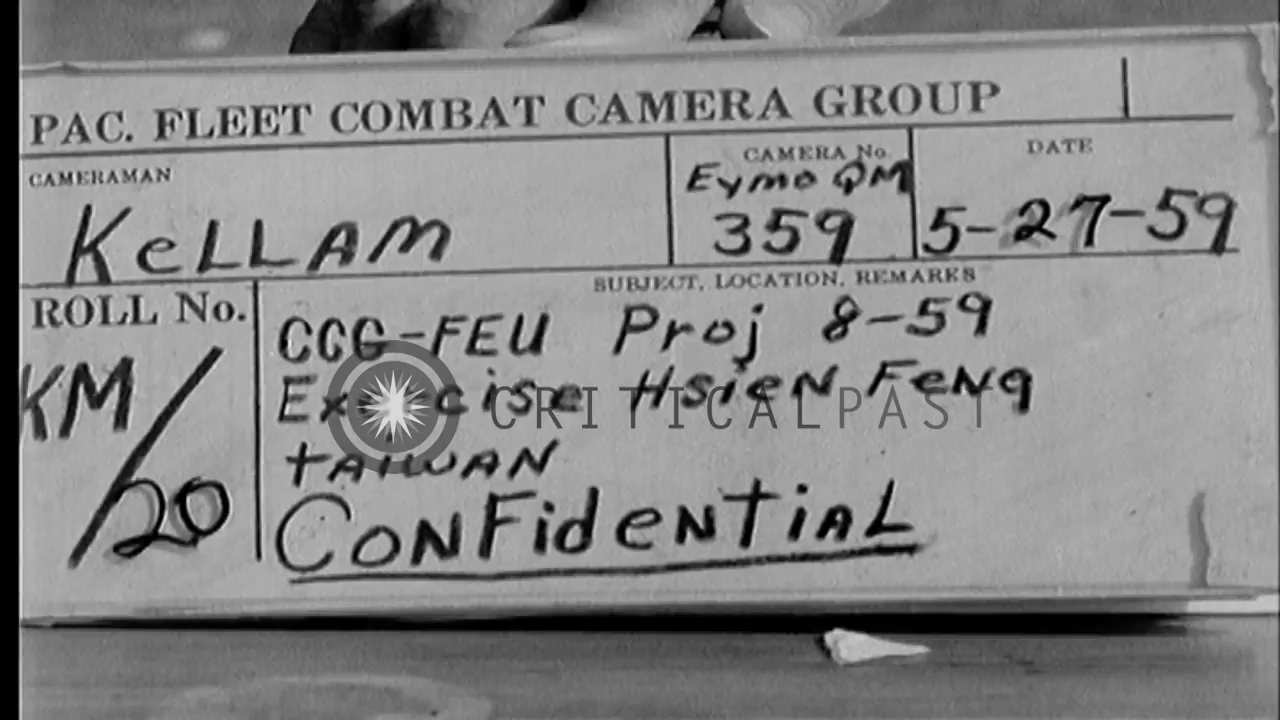 PAC. FLEET COMBAT CAMERA GROUP
CAMERAMAN
KeLLAM
CAMERA No.
Eymo QM
359
DATE
5-27-59
ROLL No.
KM/20
SUBJECT, LOCATION, REMARKS
CCG-FEU Proj 8-59
Exercise HSieN FeNg
tAiWAN
CONFideNtiAL
CRITICALPAST